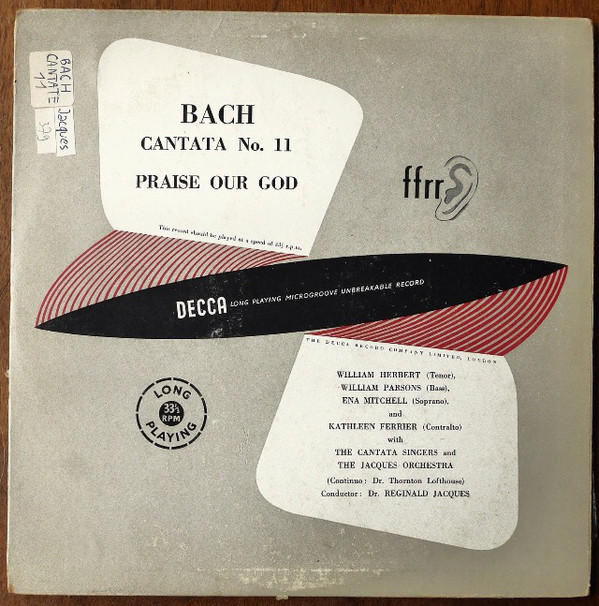 BACH
CANTATE
11
Jacques
379
BACH
CANTATA No. 11
PRAISE OUR GOD
This record should be played at a speed of 33⅓ r.p.m.
ffrr
DECCA LONG PLAYING MICROGROOVE UNBREAKABLE RECORD
THE DECCA RECORD COMPANY LIMITED, LONDON
LONG
33⅓
RPM
PLAYING
WILLIAM HERBERT (Tenor),
WILLIAM PARSONS (Bass),
ENA MITCHELL (Soprano),
and
KATHLEEN FERRIER (Contralto)
with
THE CANTATA SINGERS and
THE JACQUES ORCHESTRA
(Continuo: Dr. Thornton Lofthouse)
Conductor: Dr. REGINALD JACQUES